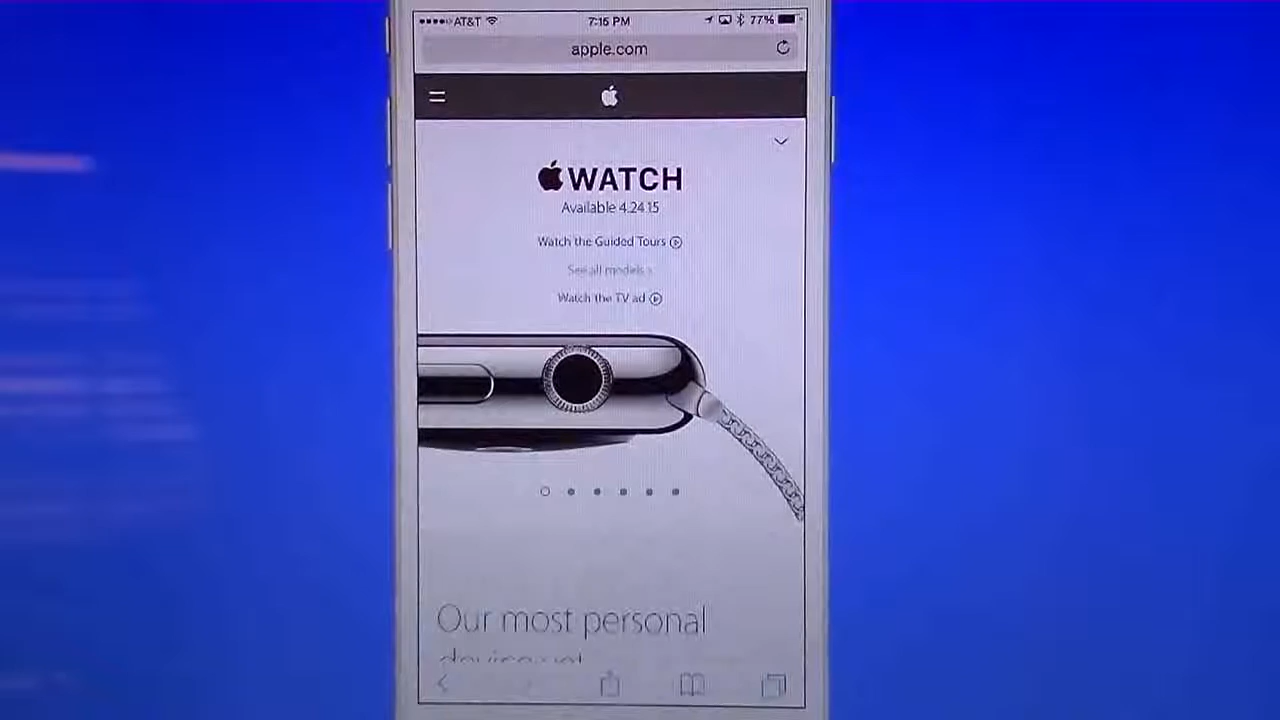 AT&T 7:15 PM 77%
apple.com
WATCH
Available 4.24.15
Watch the Guided Tours
See all models
Watch the TV ad
Our most personal